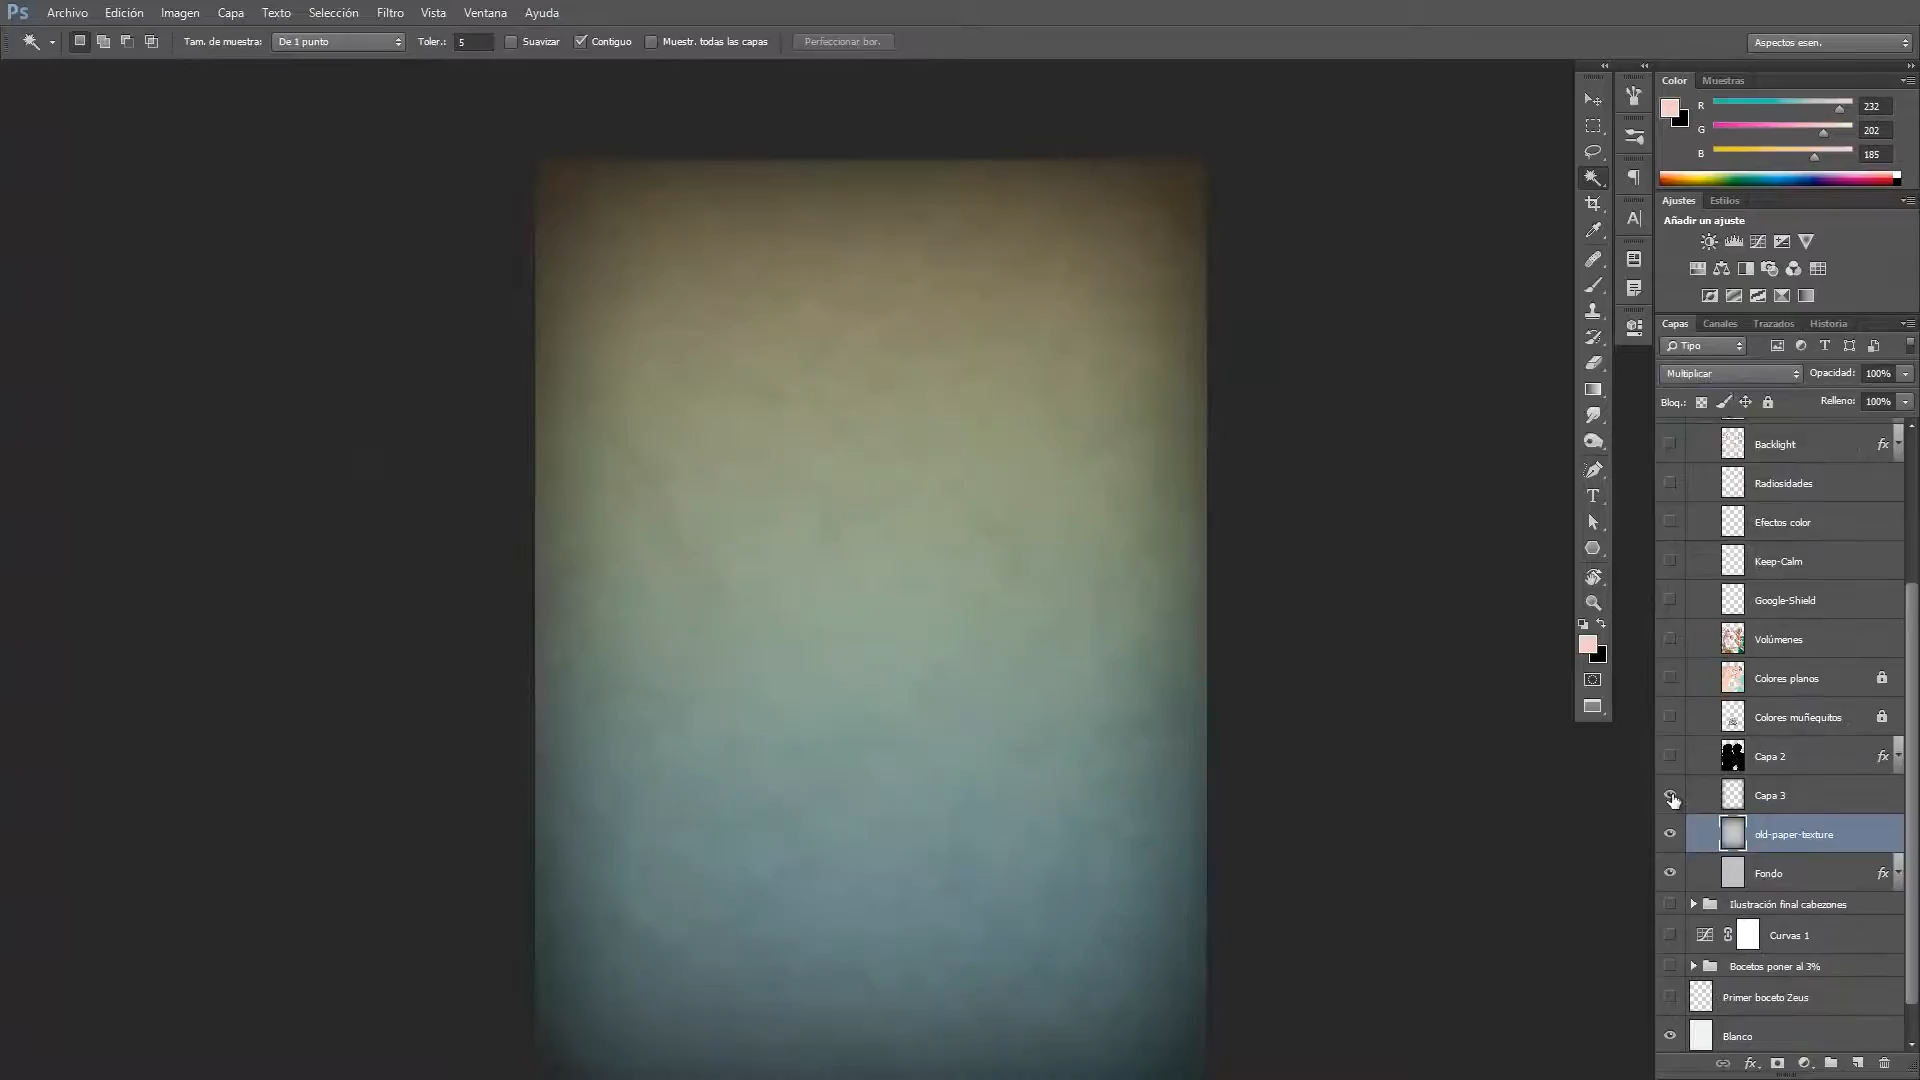 Ps Archivo Edición Imagen Capa Texto Selección Filtro Vista Ventana Ayuda
Tam. de muestra: De 1 punto Toler.: 5 Suavizar Contiguo Muestr. todas las capas Perfeccionar bor. Aspectos esen.
Color Muestras
R 232
G 202
B 185
Ajustes Estilos
Añadir un ajuste
Capas Canales Trazados Historia
Tipo T
Multiplicar Opacidad: 100%
Bloq.: Relleno: 100%
Backlight fx
Radiosidades
Efectos color
Keep-Calm
Google-Shield
Volúmenes
Colores planos
Colores muñequitos
Capa 2 fx
Capa 3
old-paper-texture
Fondo fx
Ilustración final cabezones
Curvas 1
Bocetos poner al 3%
Primer boceto Zeus
Blanco
fx